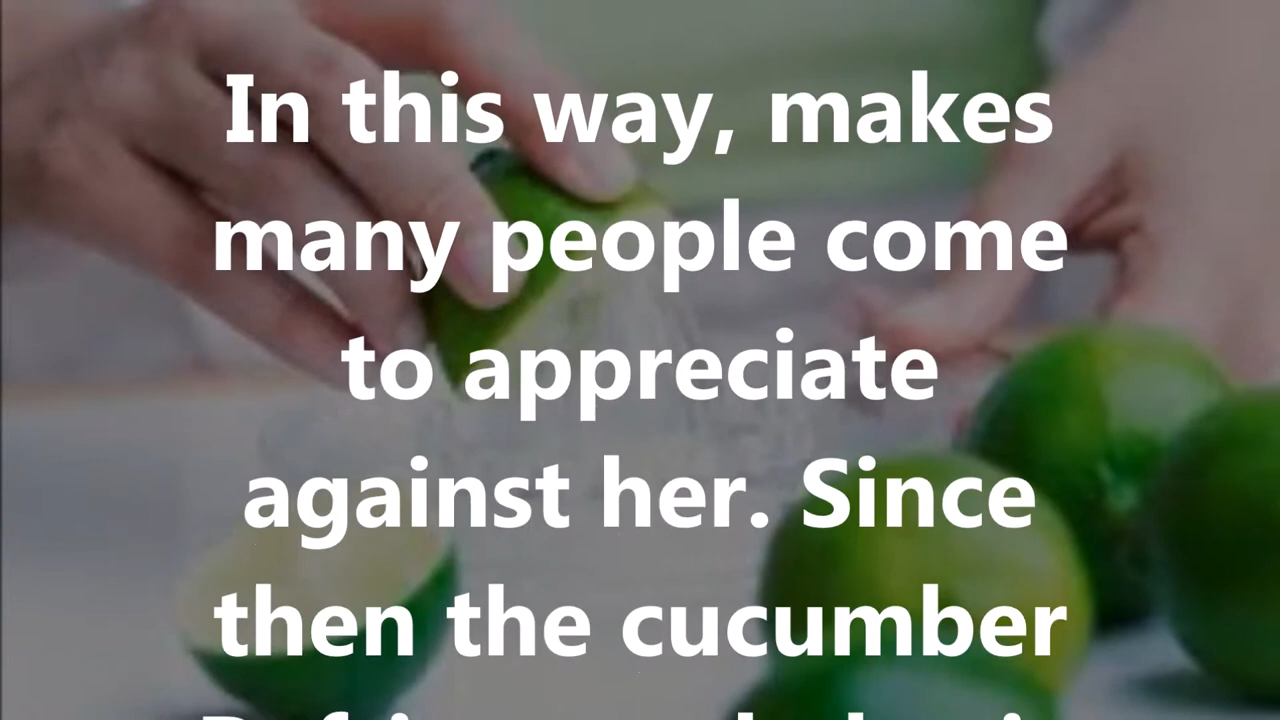 In this way, makes
many people come
to appreciate
against her. Since
then the cucumber